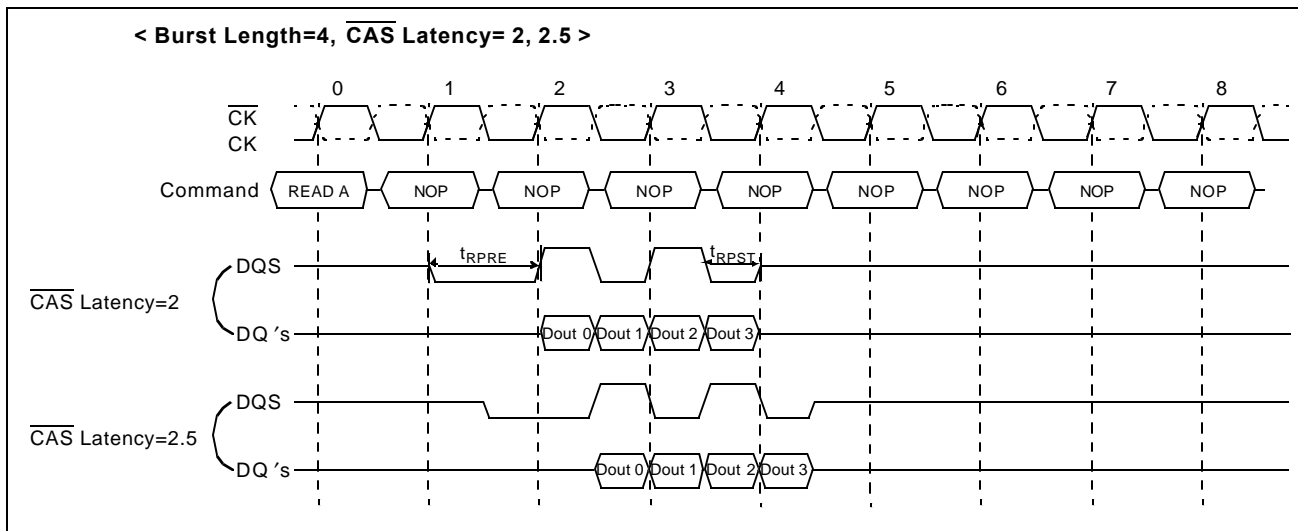 < Burst Length=4, CAS Latency= 2, 2.5 >
0 1 2 3 4 5 6 7 8
CK
CK
Command READ A NOP NOP NOP NOP NOP NOP NOP NOP
DQS tRPRE tRPST
CAS Latency=2
DQ 's Dout 0 Dout 1 Dout 2 Dout 3
DQS
CAS Latency=2.5
DQ 's Dout 0 Dout 1 Dout 2 Dout 3